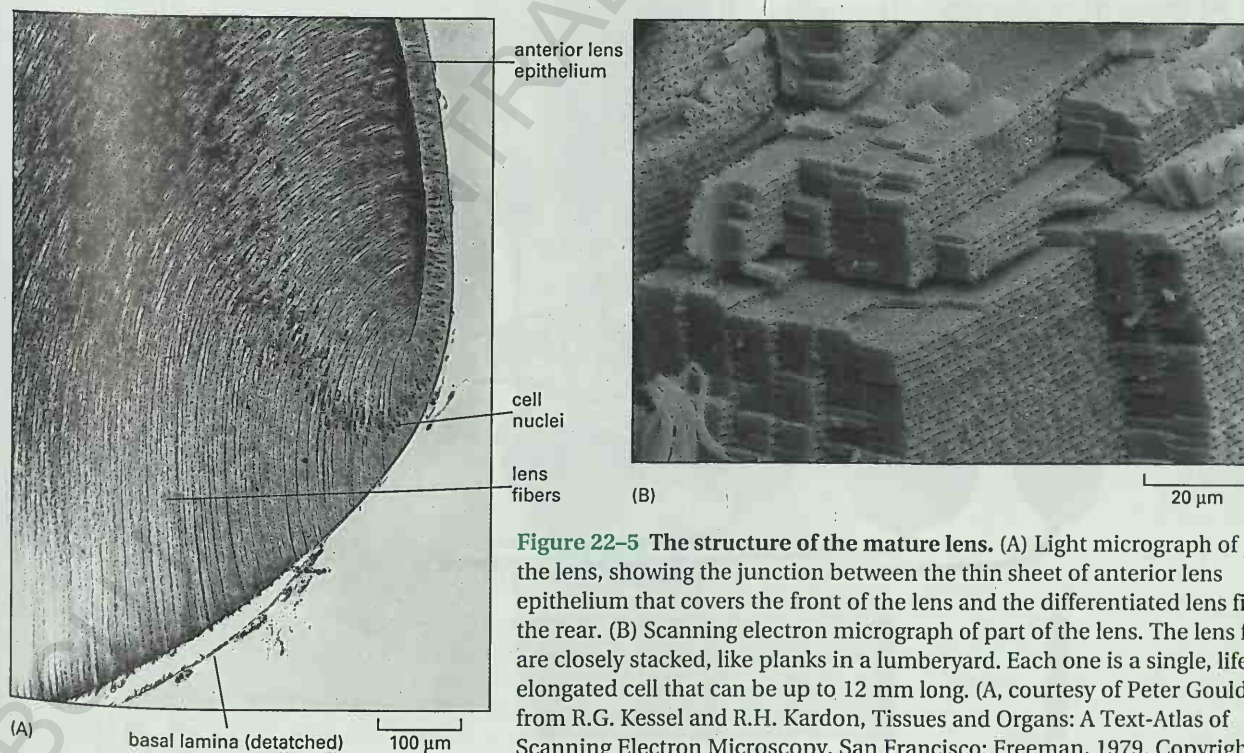 anterior lens
epithelium
cell
nuclei
lens
fibers
(A)
basal lamina (detatched)
100 µm
(B)
20 µm
Figure 22–5 The structure of the mature lens. (A) Light micrograph of
the lens, showing the junction between the thin sheet of anterior lens
epithelium that covers the front of the lens and the differentiated lens fi
the rear. (B) Scanning electron micrograph of part of the lens. The lens f
are closely stacked, like planks in a lumberyard. Each one is a single, life
elongated cell that can be up to 12 mm long. (A, courtesy of Peter Gould
from R.G. Kessel and R.H. Kardon, Tissues and Organs: A Text-Atlas of
Scanning Electron Microscopy. San Francisco: Freeman, 1979. Copyrigh